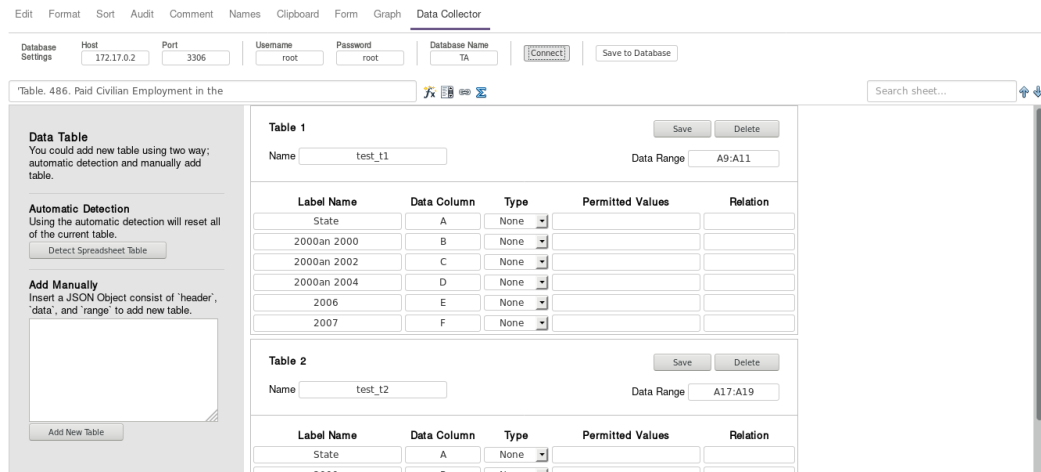 Edit Format Sort Audit Comment Names Clipboard Form Graph Data Collector
Database Settings Host 172.17.0.2 Port 3306 Username root Password root Database Name TA Connect Save to Database
'Table. 486. Paid Civilian Employment in the
fx Σ Search sheet...
Data Table
You could add new table using two way;
automatic detection and manually add
table.
Automatic Detection
Using the automatic detection will reset all
of the current table.
Detect Spreadsheet Table
Add Manually
Insert a JSON Object consist of `header`,
`data`, and `range` to add new table.
Add New Table
Table 1 Save Delete
Name test_t1 Data Range A9:A11
Label Name Data Column Type Permitted Values Relation
State A None
2000an 2000 B None
2000an 2002 C None
2000an 2004 D None
2006 E None
2007 F None
Table 2 Save Delete
Name test_t2 Data Range A17:A19
Label Name Data Column Type Permitted Values Relation
State A None